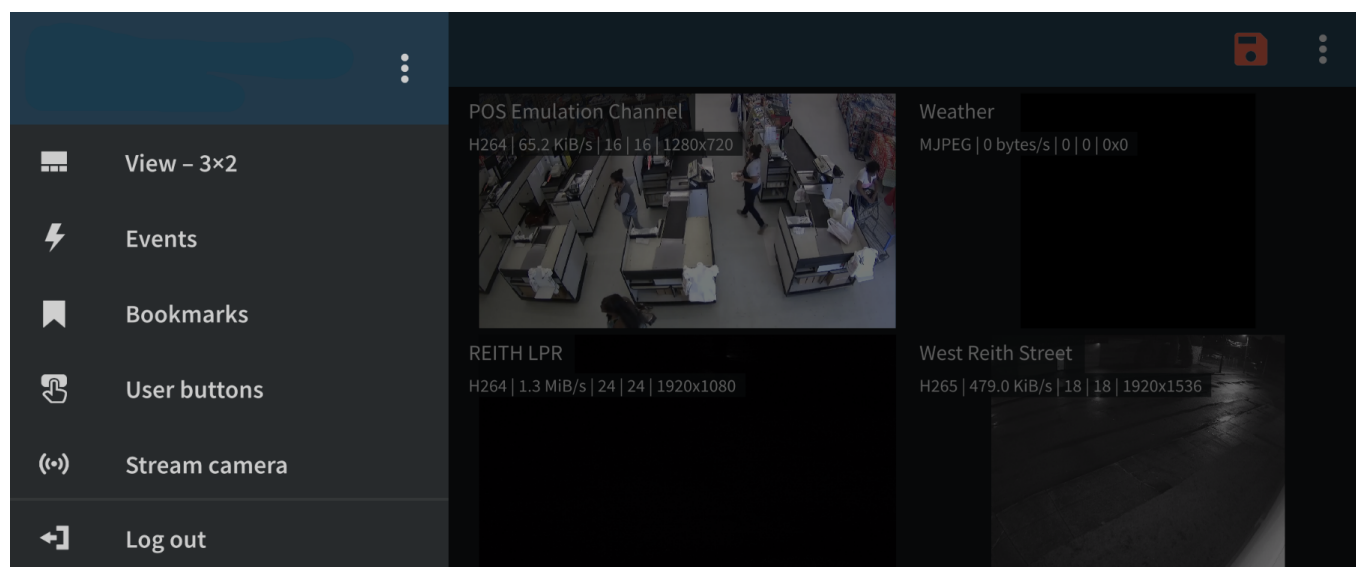 View – 3×2
Events
Bookmarks
User buttons
Stream camera
Log out
POS Emulation Channel
H264 | 65.2 KiB/s | 16 | 16 | 1280x720
Weather
MJPEG | 0 bytes/s | 0 | 0 | 0x0
REITH LPR
H264 | 1.3 MiB/s | 24 | 24 | 1920x1080
West Reith Street
H265 | 479.0 KiB/s | 18 | 18 | 1920x1536